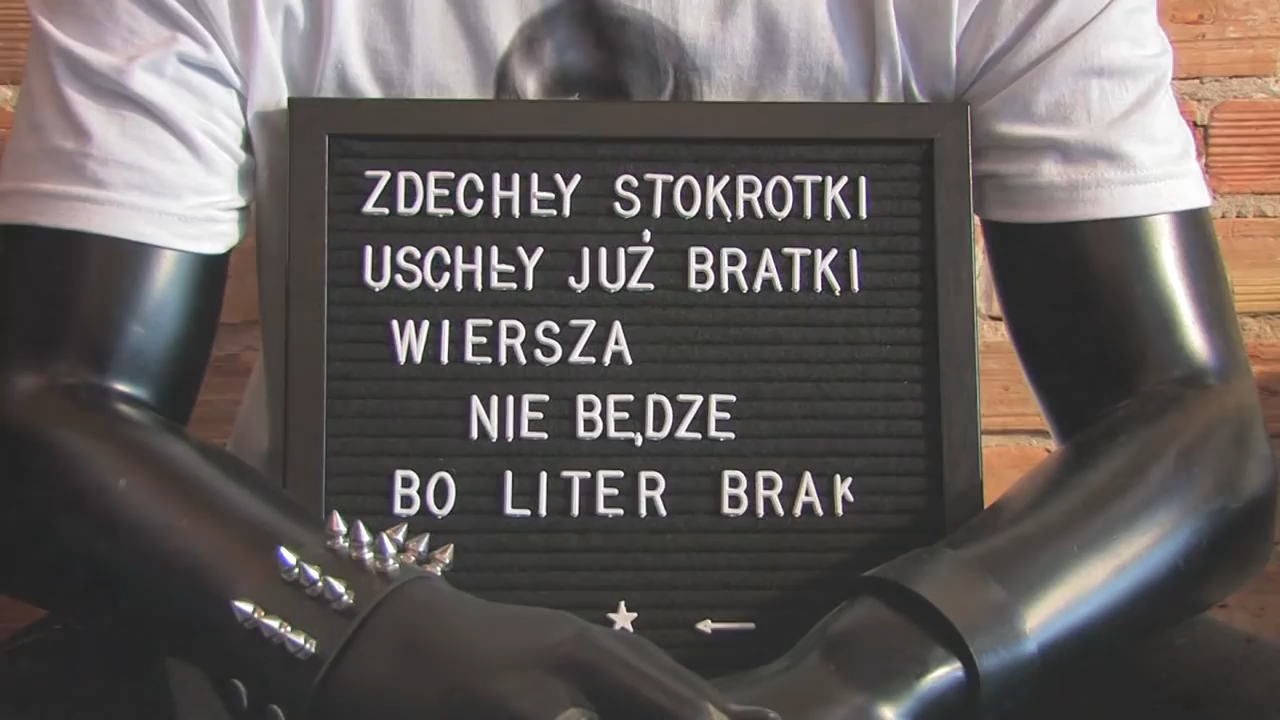 ZDECHŁY STOKROTKI
USCHŁY JUŻ BRATKI
WIERSZA
NIE BĘDZE
BO LITER BRAK